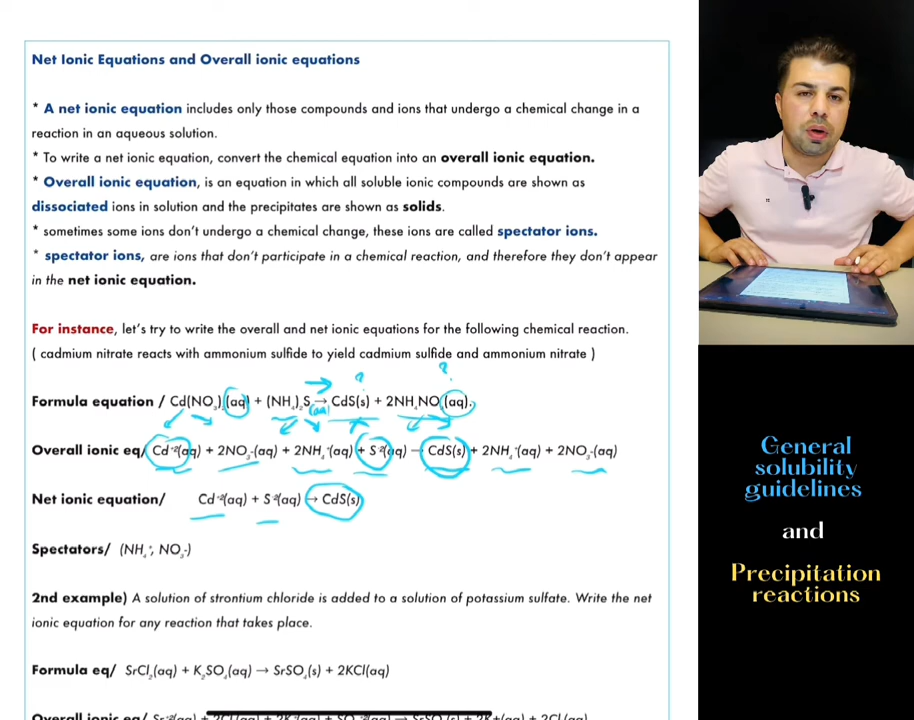 Net Ionic Equations and Overall ionic equations
* A net ionic equation includes only those compounds and ions that undergo a chemical change in a
reaction in an aqueous solution.
* To write a net ionic equation, convert the chemical equation into an overall ionic equation.
* Overall ionic equation, is an equation in which all soluble ionic compounds are shown as
dissociated ions in solution and the precipitates are shown as solids.
* sometimes some ions don't undergo a chemical change, these ions are called spectator ions.
* spectator ions, are ions that don't participate in a chemical reaction, and therefore they don't appear
in the net ionic equation.
For instance, let's try to write the overall and net ionic equations for the following chemical reaction.
( cadmium nitrate reacts with ammonium sulfide to yield cadmium sulfide and ammonium nitrate )
? ?
Formula equation / Cd(NO₃)₂(aq) + (NH₄)₂S → CdS(s) + 2NH₄NO₃(aq).
(aq)
Overall ionic eq/ Cd⁺²(aq) + 2NO₃⁻(aq) + 2NH₄⁺(aq) + S⁻²(aq) → CdS(s) + 2NH₄⁺(aq) + 2NO₃⁻(aq)
Net ionic equation/ Cd⁺²(aq) + S⁻²(aq) → CdS(s)
Spectators/ (NH₄⁺, NO₃⁻)
2nd example) A solution of strontium chloride is added to a solution of potassium sulfate. Write the net
ionic equation for any reaction that takes place.
Formula eq/ SrCl₂(aq) + K₂SO₄(aq) → SrSO₄(s) + 2KCl(aq)
Overall ionic eq/
General
solubility
guidelines
and
Precipitation
reactions